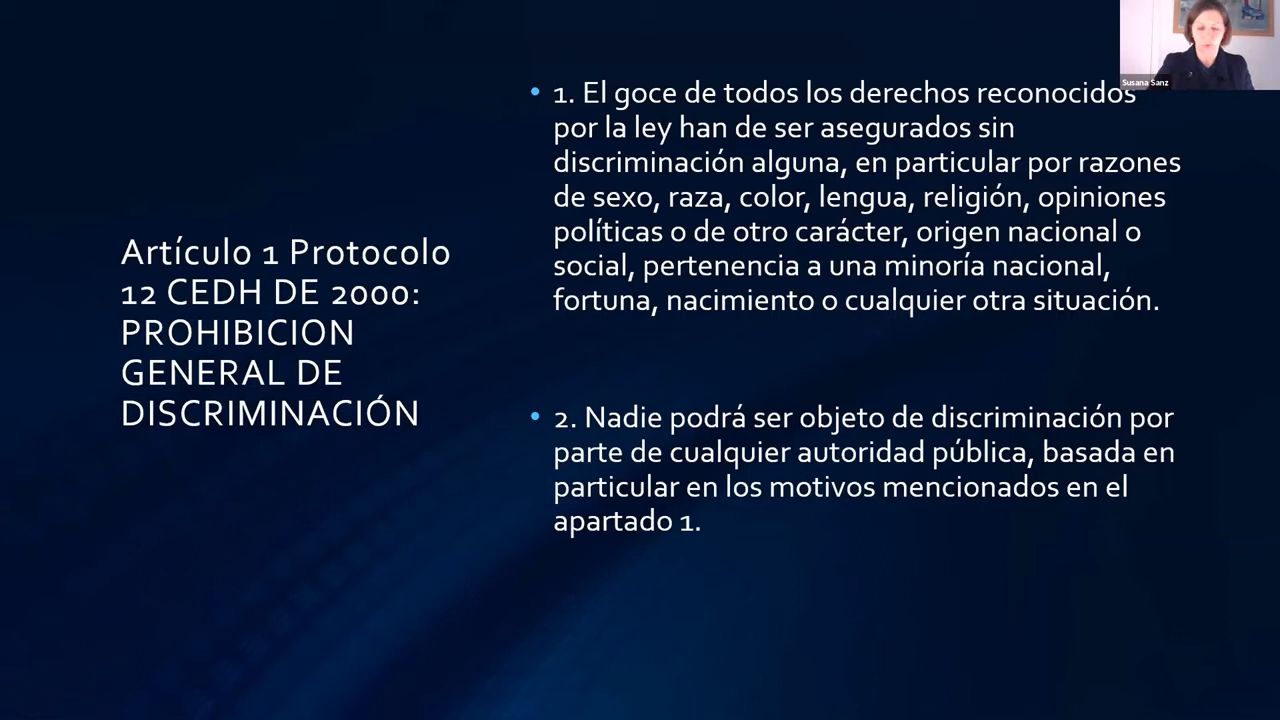 Susana Sanz
Artículo 1 Protocolo
12 CEDH DE 2000:
PROHIBICION
GENERAL DE
DISCRIMINACIÓN
• 1. El goce de todos los derechos reconocidos
por la ley han de ser asegurados sin
discriminación alguna, en particular por razones
de sexo, raza, color, lengua, religión, opiniones
políticas o de otro carácter, origen nacional o
social, pertenencia a una minoría nacional,
fortuna, nacimiento o cualquier otra situación.
• 2. Nadie podrá ser objeto de discriminación por
parte de cualquier autoridad pública, basada en
particular en los motivos mencionados en el
apartado 1.